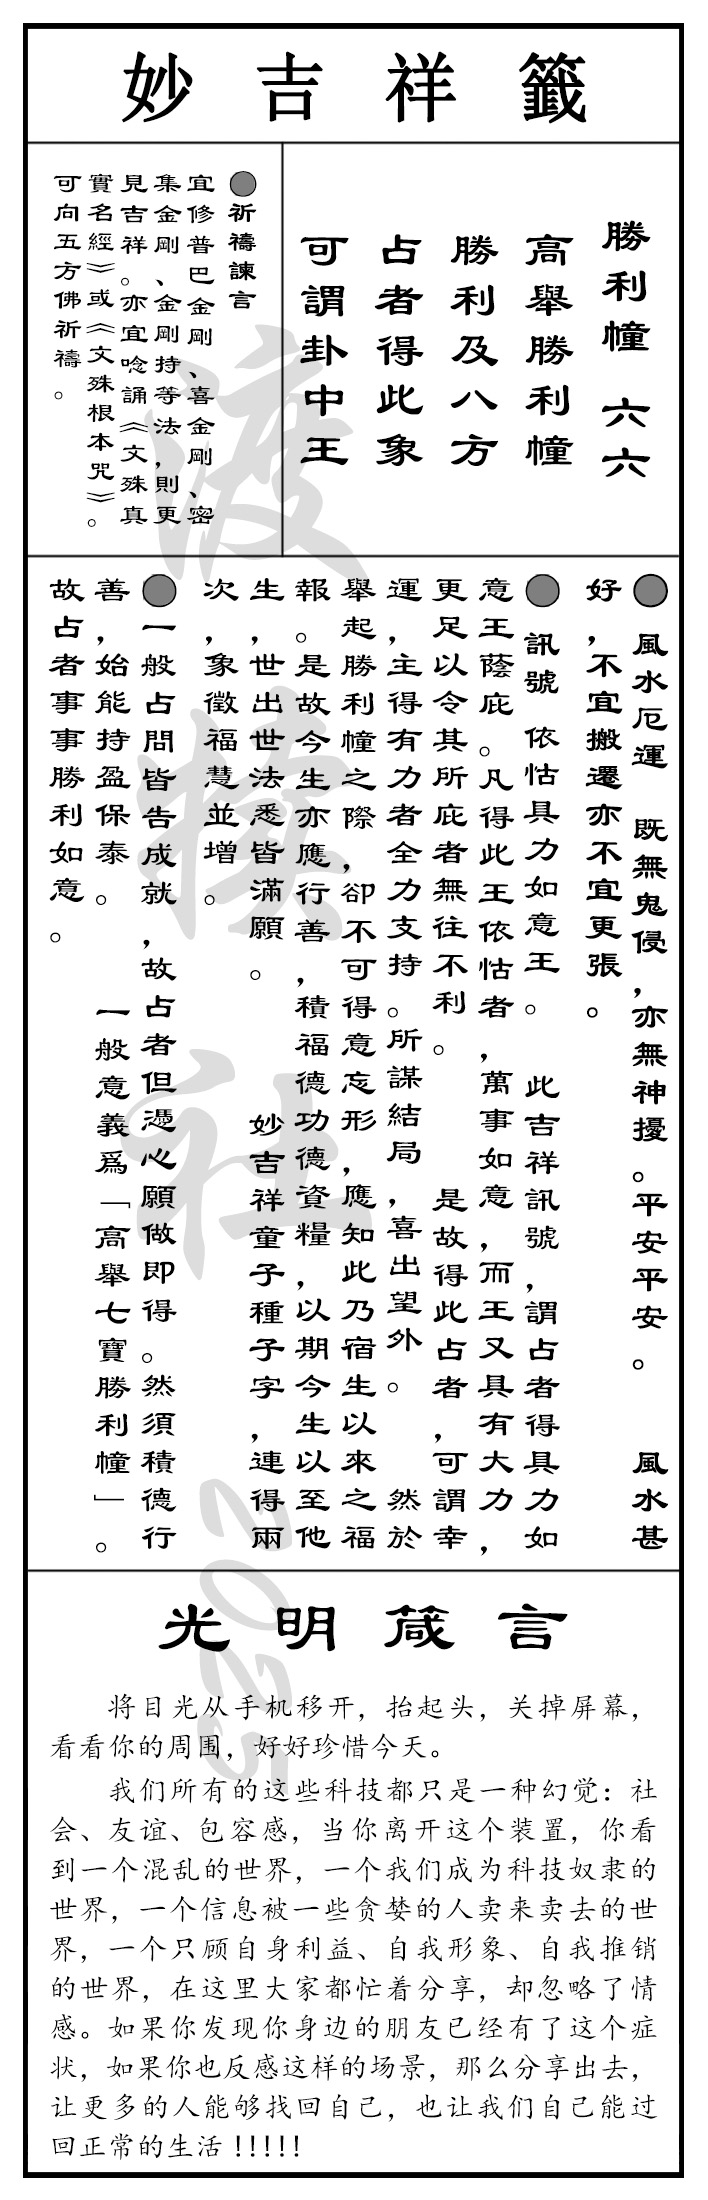 妙吉祥籤
勝利幢　六六
高舉勝利幢
勝利及八方
占者得此象
可謂卦中王
●祈禱諫言
宜修普巴金剛、喜金剛、密
集金剛、金剛持等法，則更
見吉祥。亦宜唸誦《文殊真
實名經》或《文殊根本咒》。
可向五方佛祈禱。
●　風水厄運　既無鬼侵，亦無神擾。平安平安。　風水甚
好，不宜搬遷亦不宜更張。
●　訊號　依怙具力如意王。　此吉祥訊號，謂占者得具力如
意王蔭庇。凡得此王依怙者，萬事如意，而王又具有大力，
更足以令其所庇者無往不利。　是故得此占者，可謂幸
運，主得有力者全力支持。所謀結局，喜出望外。　然於
舉起勝利幢之際，卻不可得意忘形，應知此乃宿生以來之福
報。是故今生亦應行善，積福德功德資糧，以期今生以至他
生，世出世法悉皆滿願。　妙吉祥童子種子字，連得兩
次，象徵福慧並增。
●一般占問皆告成就，故占者但憑心願做即得。然須積德行
善，始能持盈保泰。　一般意義爲「高舉七寶勝利幢」。
故占者事事勝利如意。
光明箴言
将目光从手机移开，抬起头，关掉屏幕，
看看你的周围，好好珍惜今天。
我们所有的这些科技都只是一种幻觉：社
会、友谊、包容感，当你离开这个装置，你看
到一个混乱的世界，一个我们成为科技奴隶的
世界，一个信息被一些贪婪的人卖来卖去的世
界，一个只顾自身利益、自我形象、自我推销
的世界，在这里大家都忙着分享，却忽略了情
感。如果你发现你身边的朋友已经有了这个症
状，如果你也反感这样的场景，那么分享出去，
让更多的人能够找回自己，也让我们自己能过
回正常的生活！！！！！
2025